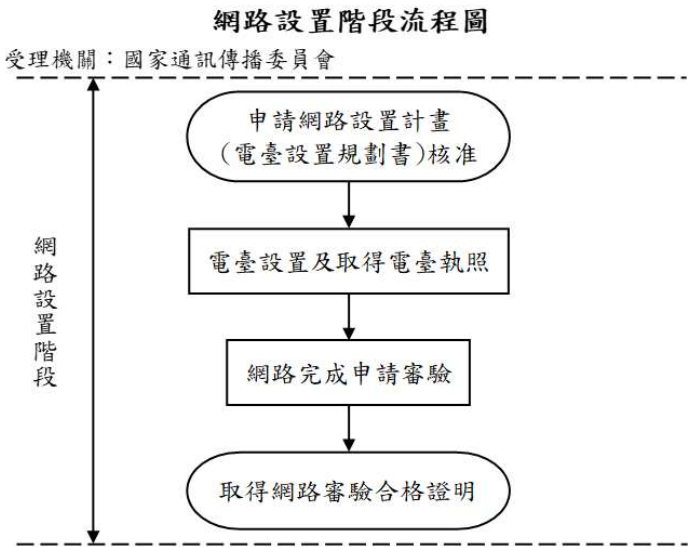 網路設置階段流程圖
受理機關：國家通訊傳播委員會
申請網路設置計畫
(電臺設置規劃書)核准
網路設置階段
電臺設置及取得電臺執照
網路完成申請審驗
取得網路審驗合格證明